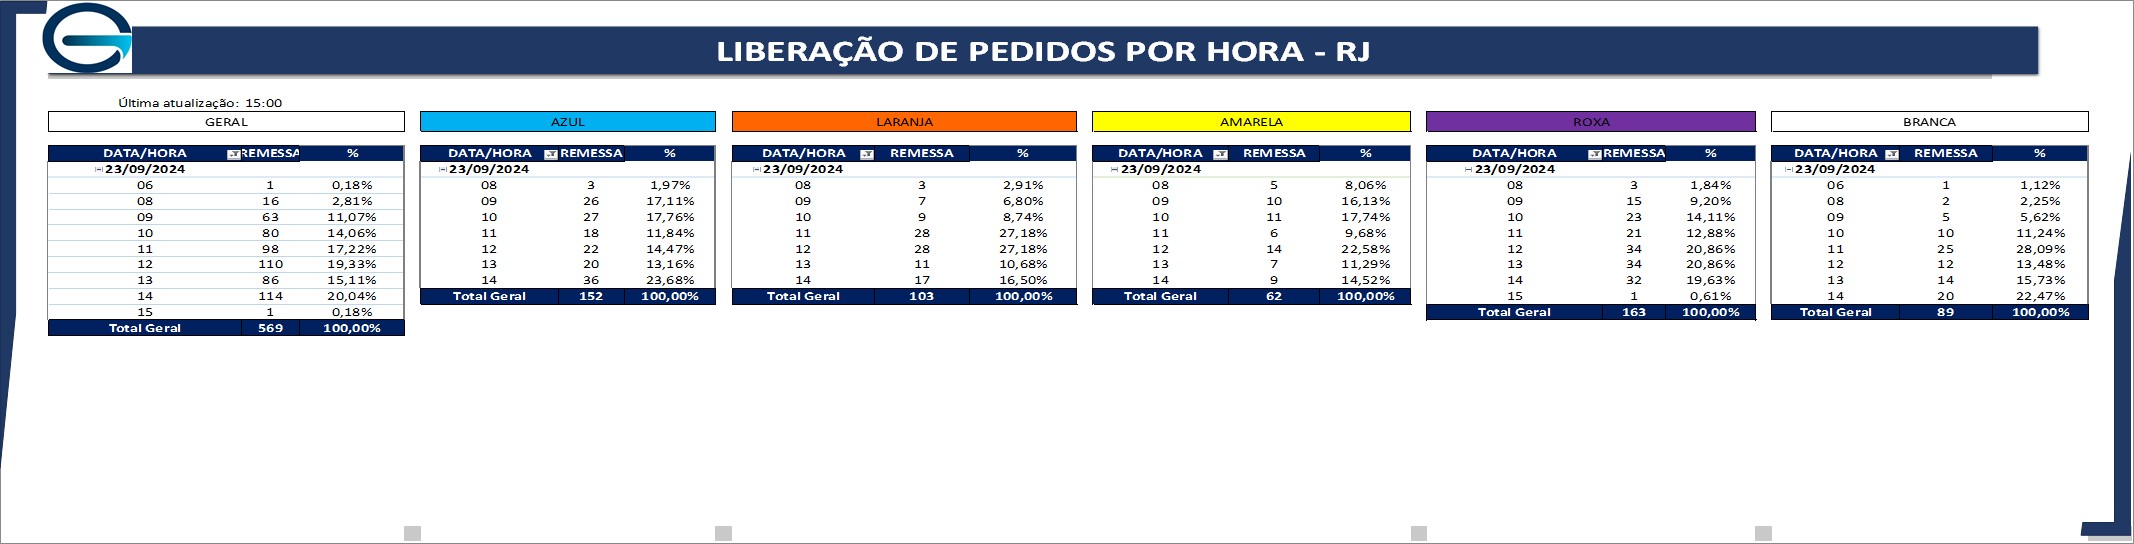 LIBERAÇÃO DE PEDIDOS POR HORA - RJ
Última atualização: 15:00
GERAL
DATA/HORA REMESSA %
23/09/2024
06 1 0,18%
08 16 2,81%
09 63 11,07%
10 80 14,06%
11 98 17,22%
12 110 19,33%
13 86 15,11%
14 114 20,04%
15 1 0,18%
Total Geral 569 100,00%
AZUL
DATA/HORA REMESSA %
23/09/2024
08 3 1,97%
09 26 17,11%
10 27 17,76%
11 18 11,84%
12 22 14,47%
13 20 13,16%
14 36 23,68%
Total Geral 152 100,00%
LARANJA
DATA/HORA REMESSA %
23/09/2024
08 3 2,91%
09 7 6,80%
10 9 8,74%
11 28 27,18%
12 28 27,18%
13 11 10,68%
14 17 16,50%
Total Geral 103 100,00%
AMARELA
DATA/HORA REMESSA %
23/09/2024
08 5 8,06%
09 10 16,13%
10 11 17,74%
11 6 9,68%
12 14 22,58%
13 7 11,29%
14 9 14,52%
Total Geral 62 100,00%
ROXA
DATA/HORA REMESSA %
23/09/2024
08 3 1,84%
09 15 9,20%
10 23 14,11%
11 21 12,88%
12 34 20,86%
13 34 20,86%
14 32 19,63%
15 1 0,61%
Total Geral 163 100,00%
BRANCA
DATA/HORA REMESSA %
23/09/2024
06 1 1,12%
08 2 2,25%
09 5 5,62%
10 10 11,24%
11 25 28,09%
12 12 13,48%
13 14 15,73%
14 20 22,47%
Total Geral 89 100,00%